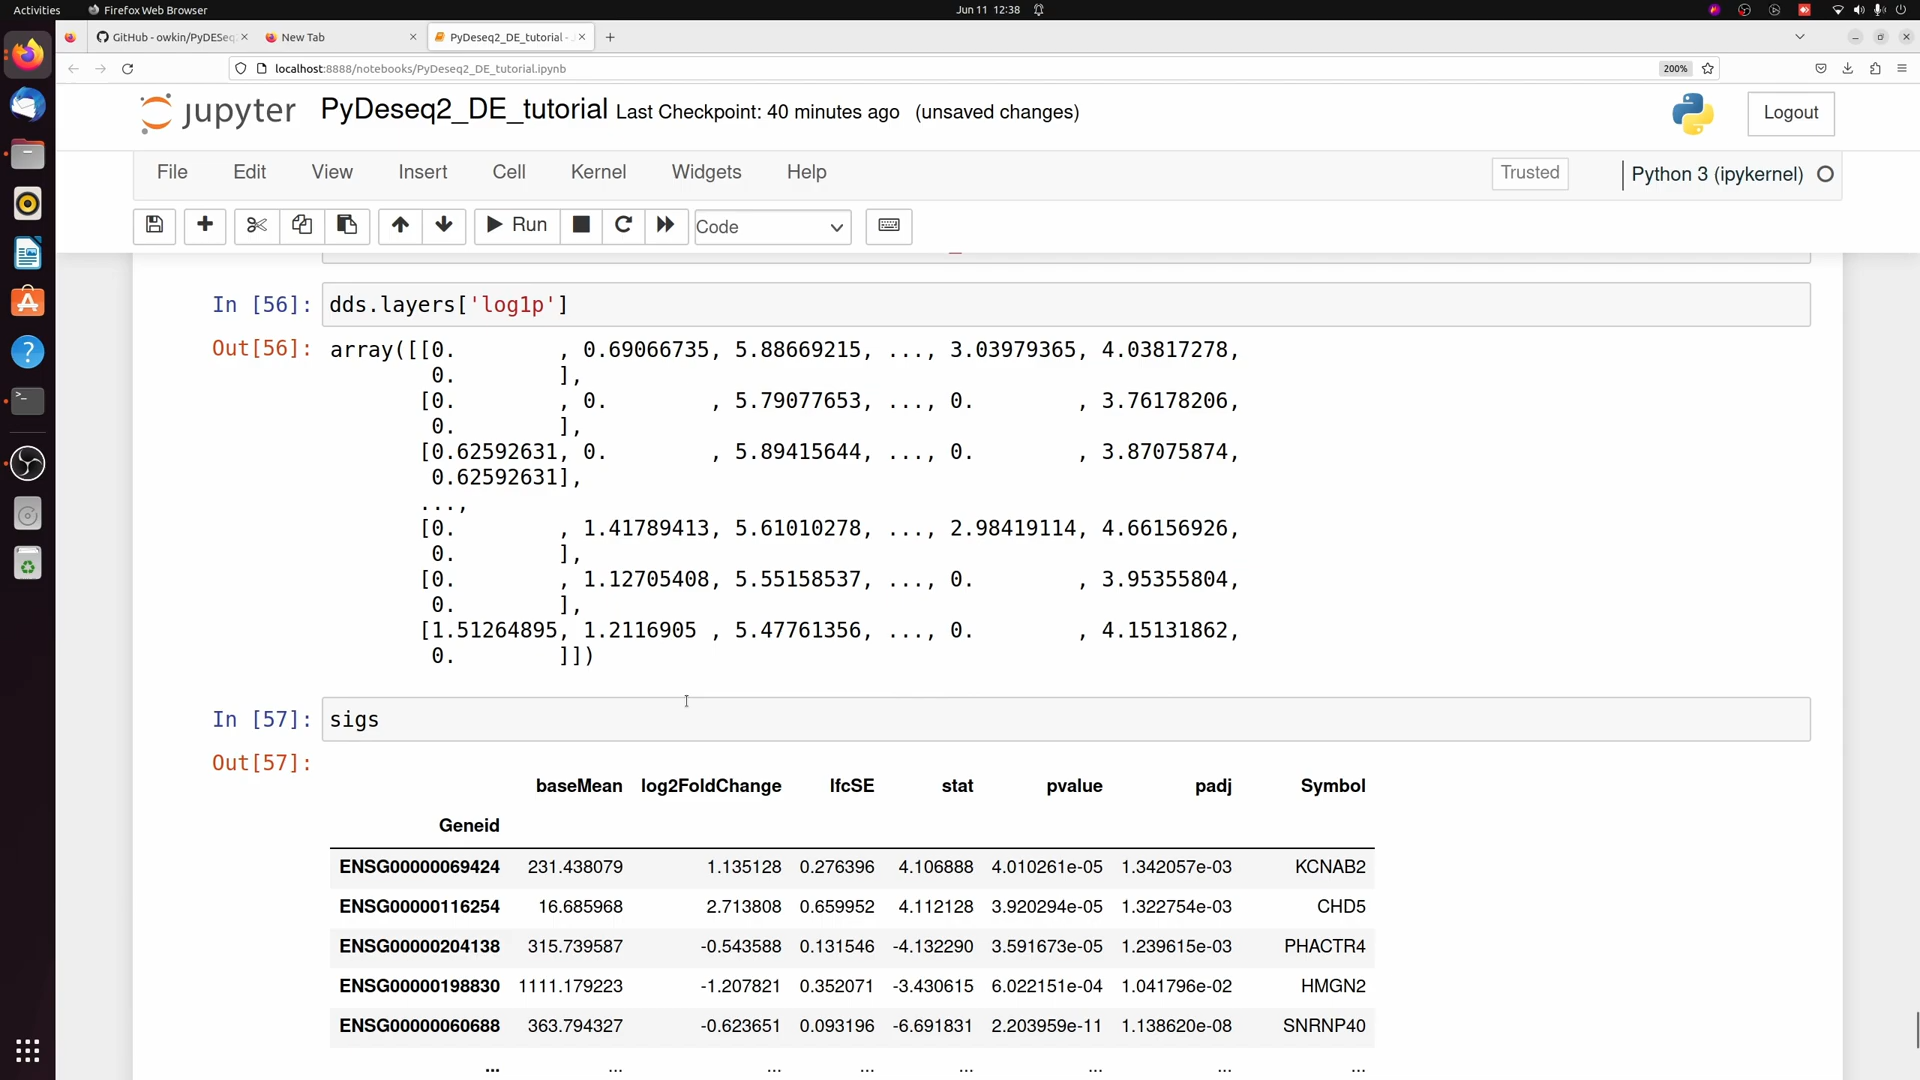 Activities Firefox Web Browser Jun 11 12:38
GitHub - owkin/PyDESeq × New Tab × PyDeseq2_DE_tutorial - × +
localhost:8888/notebooks/PyDeseq2_DE_tutorial.ipynb 200%
jupyter PyDeseq2_DE_tutorial Last Checkpoint: 40 minutes ago (unsaved changes) Logout
File Edit View Insert Cell Kernel Widgets Help Trusted Python 3 (ipykernel)
Run Code
In [56]: dds.layers['log1p']
Out[56]: array([[0. , 0.69066735, 5.88669215, ..., 3.03979365, 4.03817278,
0. ],
[0. , 0. , 5.79077653, ..., 0. , 3.76178206,
0. ],
[0.62592631, 0. , 5.89415644, ..., 0. , 3.87075874,
0.62592631],
...,
[0. , 1.41789413, 5.61010278, ..., 2.98419114, 4.66156926,
0. ],
[0. , 1.12705408, 5.55158537, ..., 0. , 3.95355804,
0. ],
[1.51264895, 1.2116905 , 5.47761356, ..., 0. , 4.15131862,
0. ]])
In [57]: sigs
Out[57]:
baseMean log2FoldChange lfcSE stat pvalue padj Symbol
Geneid
ENSG00000069424 231.438079 1.135128 0.276396 4.106888 4.010261e-05 1.342057e-03 KCNAB2
ENSG00000116254 16.685968 2.713808 0.659952 4.112128 3.920294e-05 1.322754e-03 CHD5
ENSG00000204138 315.739587 -0.543588 0.131546 -4.132290 3.591673e-05 1.239615e-03 PHACTR4
ENSG00000198830 1111.179223 -1.207821 0.352071 -3.430615 6.022151e-04 1.041796e-02 HMGN2
ENSG00000060688 363.794327 -0.623651 0.093196 -6.691831 2.203959e-11 1.138620e-08 SNRNP40
... ... ... ... ... ... ... ...